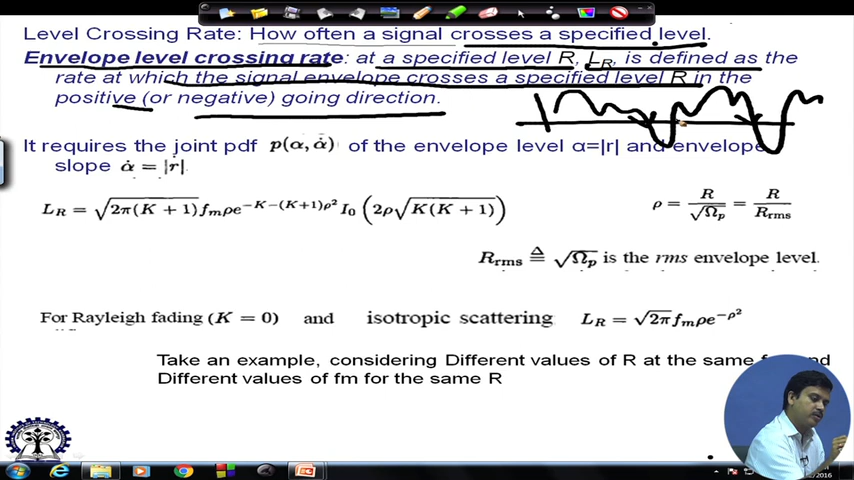 Level Crossing Rate: How often a signal crosses a specified level.
Envelope level crossing rate: at a specified level R, L_R, is defined as the
rate at which the signal envelope crosses a specified level R in the
positive (or negative) going direction.
It requires the joint pdf p(α, α̇) of the envelope level α=|r| and envelope
slope α̇ = |ṙ|.
L_R = √(2π(K + 1)) f_m ρ e^{−K−(K+1)ρ²} I_0 (2ρ√(K(K + 1))) ρ = R/√Ω_p = R/R_rms
R_rms ≜ √Ω_p is the rms envelope level.
For Rayleigh fading (K = 0) and isotropic scattering L_R = √(2π) f_m ρ e^{−ρ²}
Take an example, considering Different values of R at the same
Different values of fm for the same R